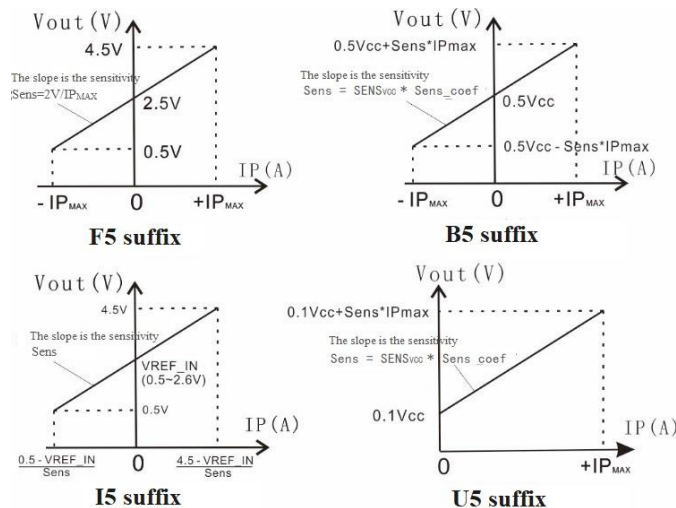 Vout(V)
4.5V
The slope is the sensitivity
Sens=2V/IPMAX
2.5V
0.5V
IP(A)
- IPMAX
0
+IPMAX
F5 suffix
Vout(V)
0.5Vcc+Sens*IPmax
The slope is the sensitivity
Sens = SENSvcc * Sens_coef
0.5Vcc
0.5Vcc - Sens*IPmax
IP(A)
- IPMAX
0
+IPMAX
B5 suffix
Vout(V)
4.5V
The slope is the sensitivity
Sens
VREF_IN
(0.5~2.6V)
0.5V
IP(A)
0.5 - VREF_IN
Sens
0
4.5 - VREF_IN
Sens
I5 suffix
Vout(V)
0.1Vcc+Sens*IPmax
The slope is the sensitivity
Sens = SENSvcc * Sens_coef
0.1Vcc
IP(A)
0
+IPMAX
U5 suffix